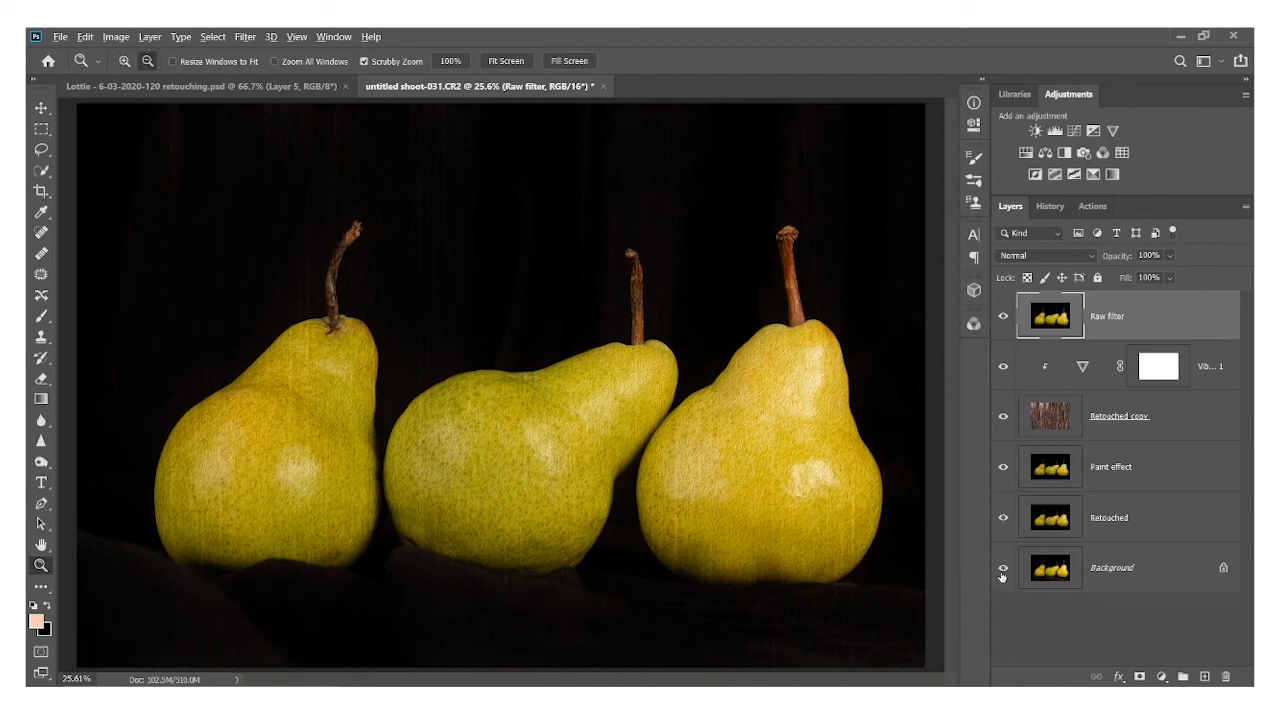 Ps File Edit Image Layer Type Select Filter 3D View Window Help
Resize Windows to Fit Zoom All Windows Scrubby Zoom 100% Fit Screen Fill Screen
Lottie - 6-03-2020-120 retouching.psd @ 66.7% (Layer 5, RGB/8*) × untitled shoot-031.CR2 @ 25.6% (Raw filter, RGB/16*) * ×
Libraries Adjustments
Add an adjustment
Layers History Actions
Kind
Normal Opacity: 100%
Lock: Fill: 100%
Raw filter
Vib... 1
Retouched copy
Paint effect
Retouched
Background
25.61% Doc: 102.5M/510.0M